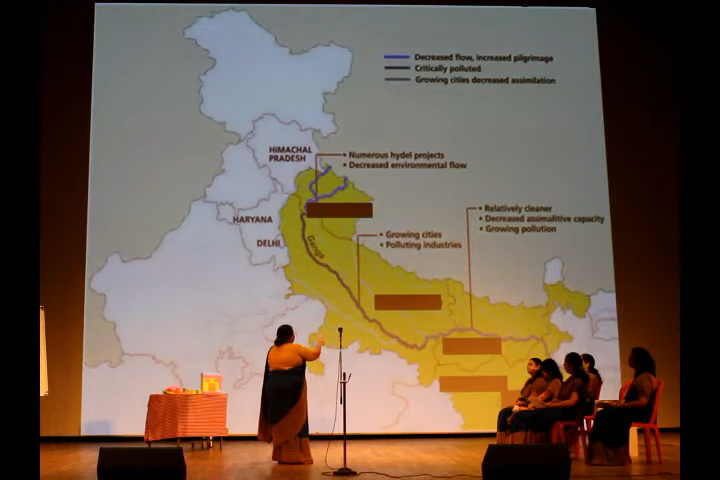 Decreased flow, increased pilgrimage
Critically polluted
Growing cities decreased assimilation
HIMACHAL
PRADESH
• Numerous hydel projects
• Decreased environmental flow
HARYANA
DELHI
Ganga
• Growing cities
• Polluting industries
• Relatively cleaner
• Decreased assimalitive capacity
• Growing pollution